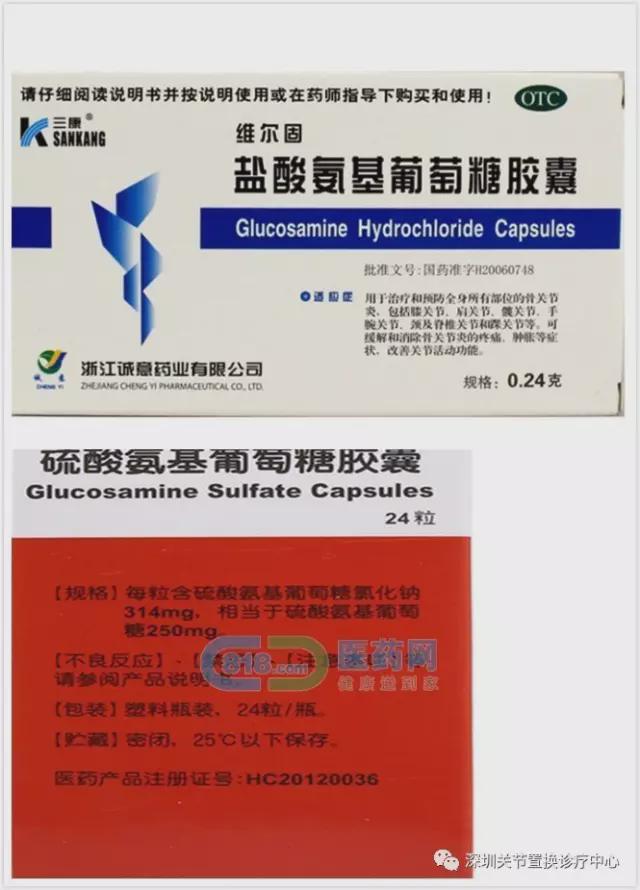 请仔细阅读说明书并按说明使用或在药师指导下购买和使用！
OTC
三康®
SANKANG
维尔固
盐酸氨基葡萄糖胶囊
Glucosamine Hydrochloride Capsules
批准文号：国药准字H20060748
适应症
用于治疗和预防全身所有部位的骨关节
炎，包括膝关节、肩关节、髋关节、手
腕关节、颈及脊椎关节和踝关节等。可
缓解和消除骨关节炎的疼痛、肿胀等症
状，改善关节活动功能。
诚意
CHENG YI
浙江诚意药业有限公司
ZHEJIANG CHENG YI PHARMACEUTICAL CO., LTD.
规格：0.24克
硫酸氨基葡萄糖胶囊
Glucosamine Sulfate Capsules
24粒
【规格】每粒含硫酸氨基葡萄糖氯化钠
314mg，相当于硫酸氨基葡萄
糖250mg。
【不良反应】、【禁忌】、【注意事项】
请参阅产品说明书。
818.com
医药网
健康送到家
【包装】塑料瓶装，24粒/瓶。
【贮藏】密闭，25℃以下保存。
医药产品注册证号：HC20120036
深圳关节置换诊疗中心